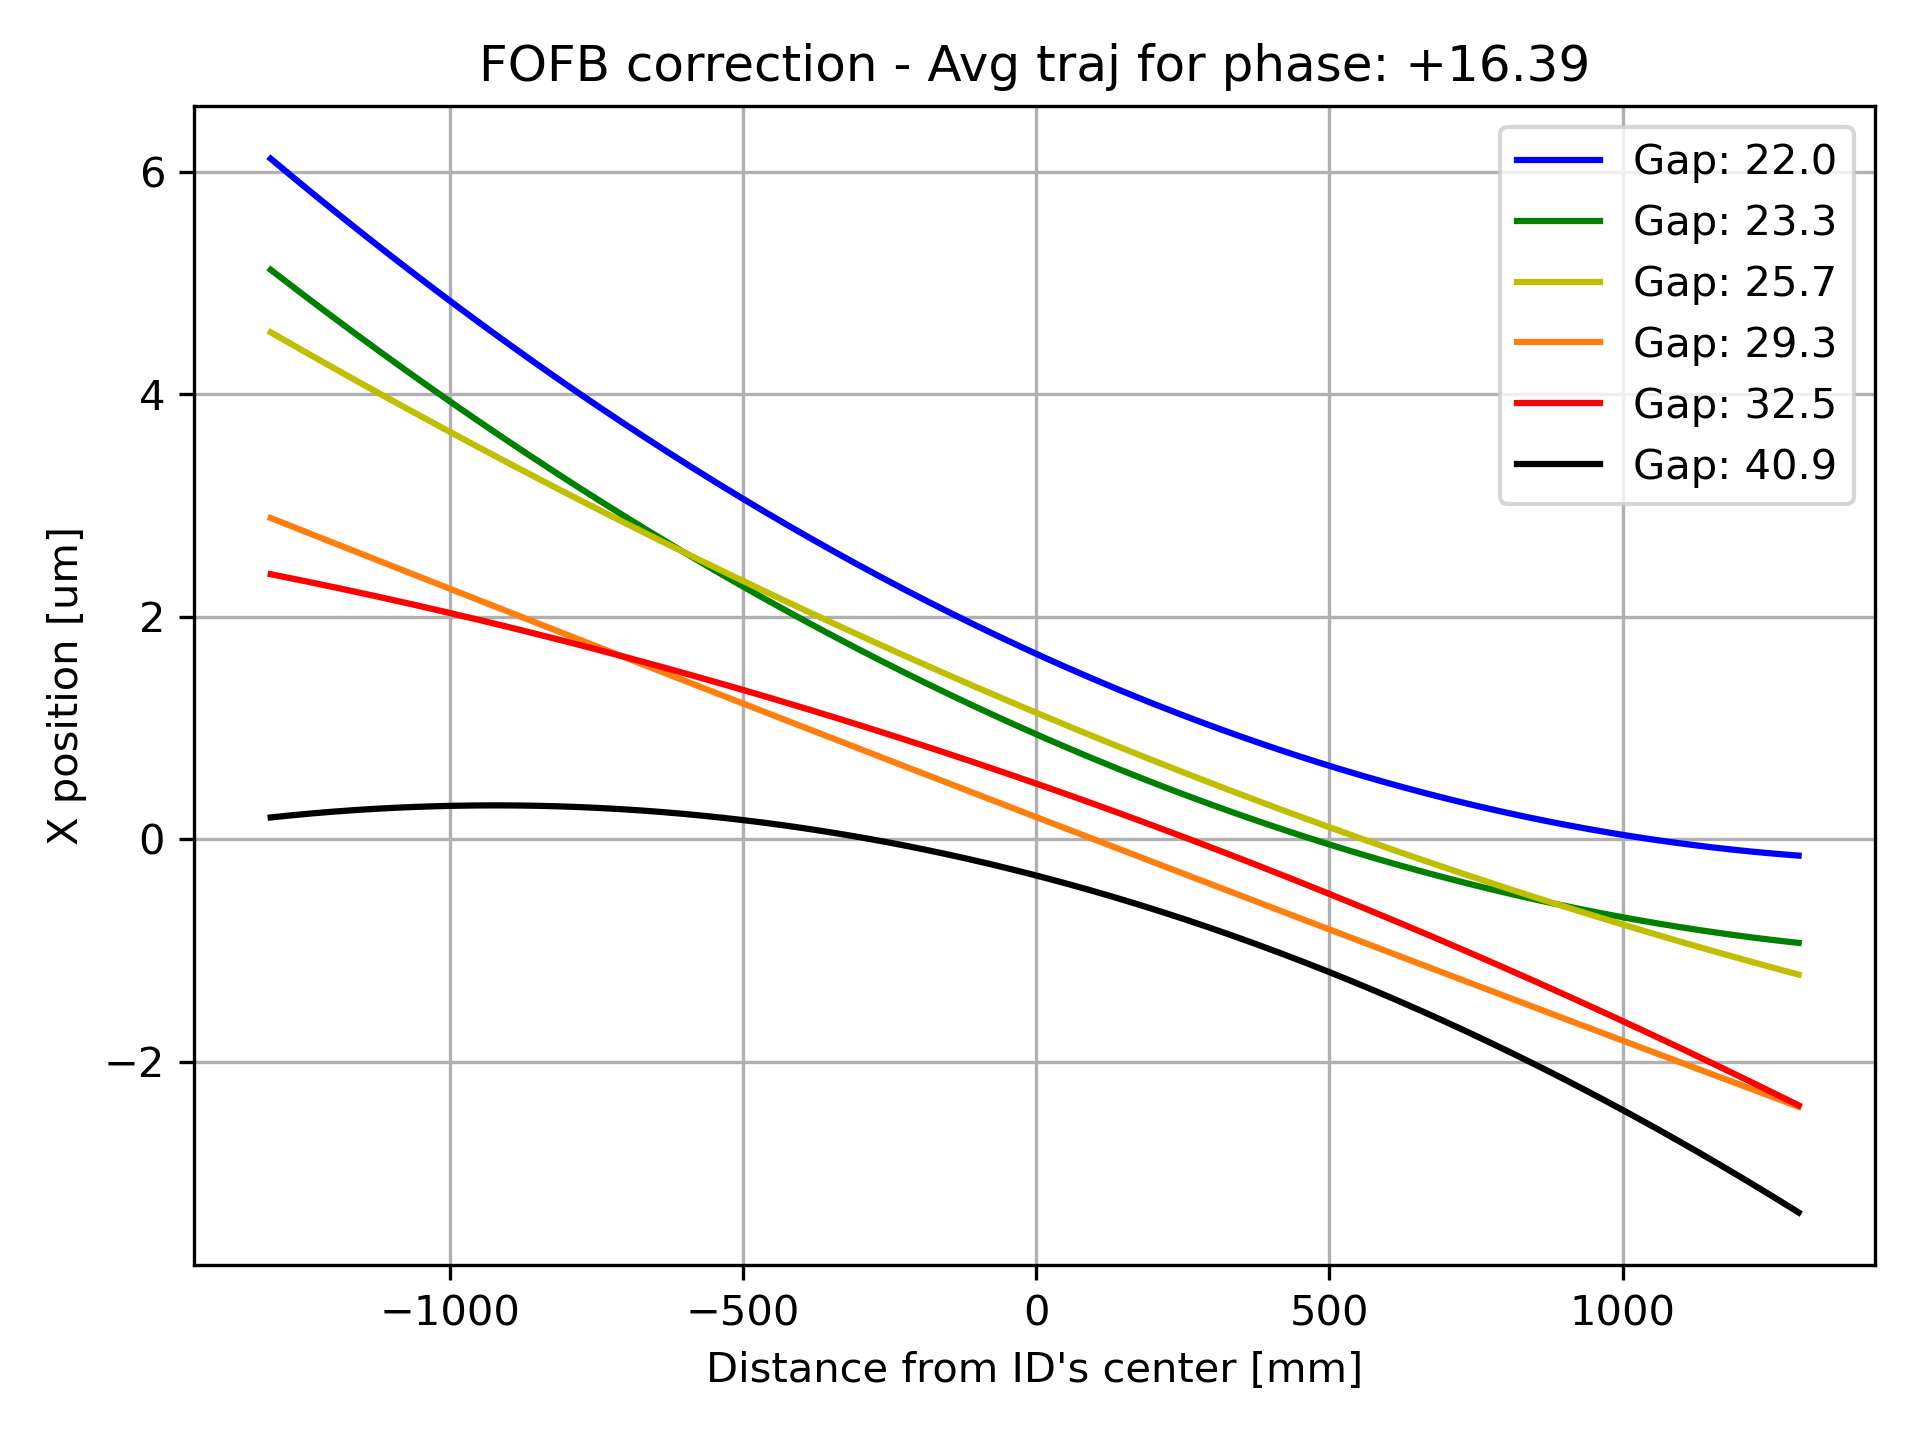 FOFB correction - Avg traj for phase: +16.39
Gap: 22.0
Gap: 23.3
Gap: 25.7
Gap: 29.3
Gap: 32.5
Gap: 40.9
X position [um]
6
4
2
0
−2
−1000
−500
0
500
1000
Distance from ID's center [mm]